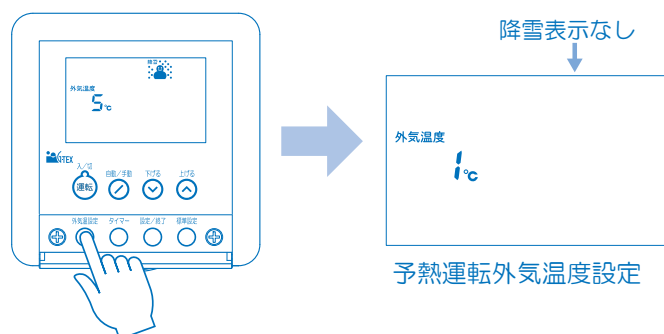 降雪表示なし
降雪
外気温度
5℃
N-TEX
入/切
自動/手動
下げる
上げる
運転
外気温設定
タイマー
設定/終了
標準設定
外気温度
1℃
予熱運転外気温度設定